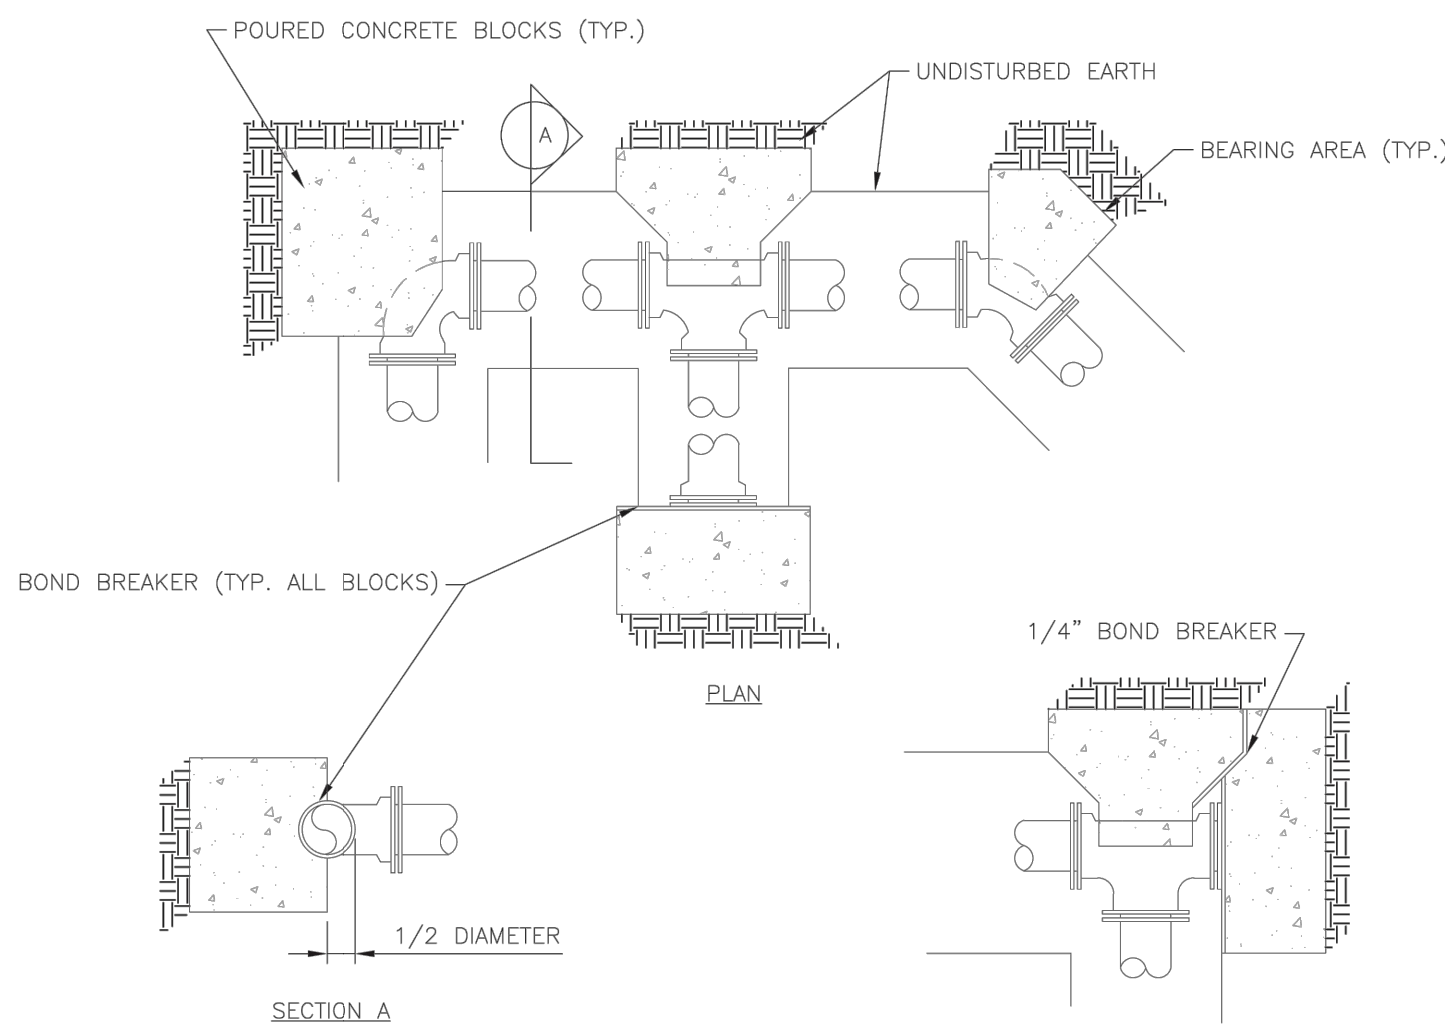 POURED CONCRETE BLOCKS (TYP.)
UNDISTURBED EARTH
A
BEARING AREA (TYP.)
BOND BREAKER (TYP. ALL BLOCKS)
1/4" BOND BREAKER
PLAN
1/2 DIAMETER
SECTION A